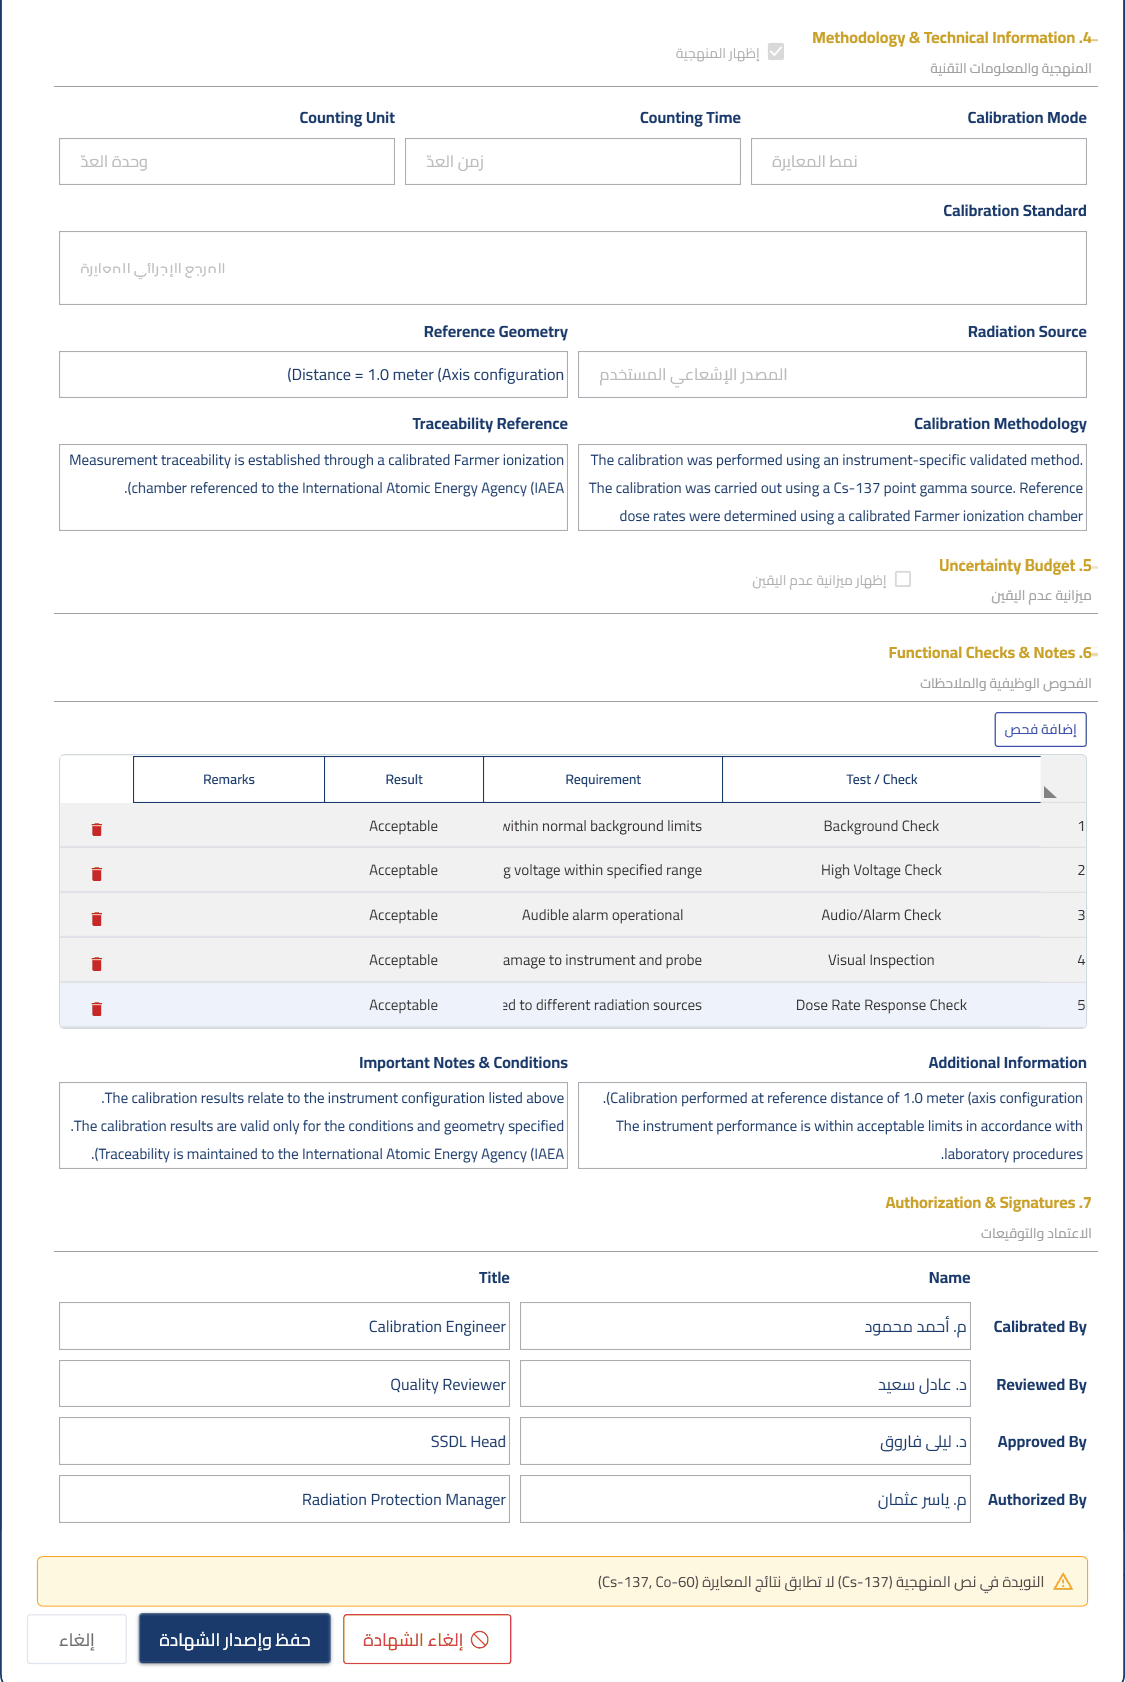 4. Methodology & Technical Information
إظهار المنهجية
المنهجية والمعلومات التقنية
Calibration Mode
Counting Time
Counting Unit
نمط المعايرة
زمن العدّ
وحدة العدّ
Calibration Standard
المرجع الإجرائي للمعايرة
Radiation Source
Reference Geometry
المصدر الإشعاعي المستخدم
(Distance = 1.0 meter (Axis configuration
Calibration Methodology
Traceability Reference
The calibration was performed using an instrument-specific validated method.
The calibration was carried out using a Cs-137 point gamma source. Reference
dose rates were determined using a calibrated Farmer ionization chamber
Measurement traceability is established through a calibrated Farmer ionization
.(chamber referenced to the International Atomic Energy Agency (IAEA
5. Uncertainty Budget
إظهار ميزانية عدم اليقين
ميزانية عدم اليقين
6. Functional Checks & Notes
الفحوص الوظيفية والملاحظات
إضافة فحص
Test / Check
Requirement
Result
Remarks
1 Background Check within normal background limits Acceptable
2 High Voltage Check g voltage within specified range Acceptable
3 Audio/Alarm Check Audible alarm operational Acceptable
4 Visual Inspection amage to instrument and probe Acceptable
5 Dose Rate Response Check ed to different radiation sources Acceptable
Additional Information
Important Notes & Conditions
.(Calibration performed at reference distance of 1.0 meter (axis configuration
The instrument performance is within acceptable limits in accordance with
.laboratory procedures
.The calibration results relate to the instrument configuration listed above
.The calibration results are valid only for the conditions and geometry specified
.(Traceability is maintained to the International Atomic Energy Agency (IAEA
7. Authorization & Signatures
الاعتماد والتوقيعات
Name
Title
Calibrated By
م. أحمد محمود
Calibration Engineer
Reviewed By
د. عادل سعيد
Quality Reviewer
Approved By
د. ليلى فاروق
SSDL Head
Authorized By
م. ياسر عثمان
Radiation Protection Manager
النويدة في نص المنهجية (Cs-137) لا تطابق نتائج المعايرة (Cs-137, Co-60)
إلغاء الشهادة
حفظ وإصدار الشهادة
إلغاء